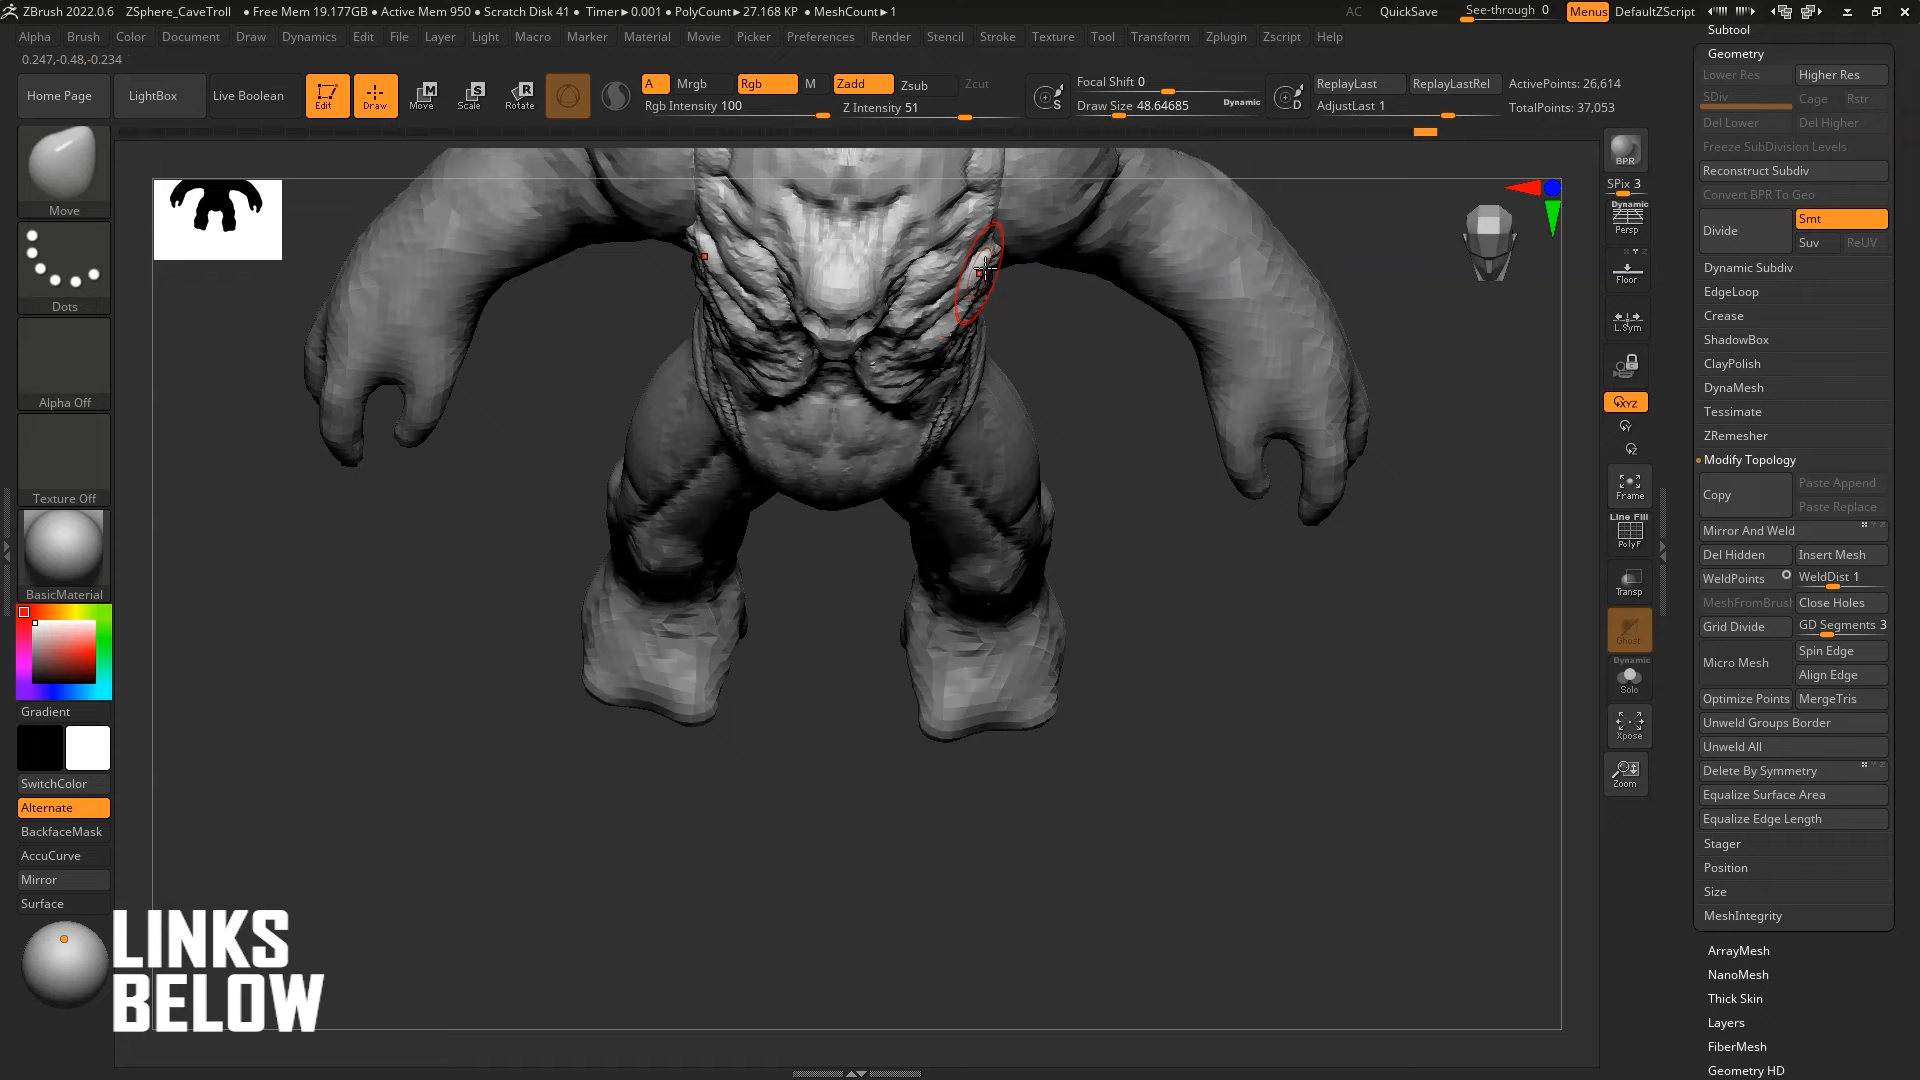 ZBrush 2022.0.6 ZSphere_CaveTroll • Free Mem 19.177GB • Active Mem 950 • Scratch Disk 41 • Timer►0.001 • PolyCount►27.168 KP • MeshCount►1 AC QuickSave See-through 0 Menus DefaultZScript
Alpha Brush Color Document Draw Dynamics Edit File Layer Light Macro Marker Material Movie Picker Preferences Render Stencil Stroke Texture Tool Transform Zplugin Zscript Help
0.247,-0.48,-0.234
Home Page LightBox Live Boolean Edit Draw Move Scale Rotate
A Mrgb Rgb M Zadd Zsub Zcut
Rgb Intensity 100 Z Intensity 51
Focal Shift 0
Draw Size 48.64685 Dynamic
ReplayLast ReplayLastRel ActivePoints: 26,614
AdjustLast 1 TotalPoints: 37,053
Move
Dots
Alpha Off
Texture Off
BasicMaterial
Gradient
SwitchColor
Alternate
BackfaceMask
AccuCurve
Mirror
Surface
LINKS
BELOW
BPR
SPix 3
Dynamic
Persp
Floor
L.Sym
XYZ
Frame
Line Fill
PolyF
Transp
Ghost
Dynamic
Solo
Xpose
Zoom
Subtool
Geometry
Lower Res Higher Res
SDiv Cage Rstr
Del Lower Del Higher
Freeze SubDivision Levels
Reconstruct Subdiv
Convert BPR To Geo
Divide Smt
Suv ReUV
Dynamic Subdiv
EdgeLoop
Crease
ShadowBox
ClayPolish
DynaMesh
Tessimate
ZRemesher
Modify Topology
Copy Paste Append
Paste Replace
Mirror And Weld
Del Hidden Insert Mesh
WeldPoints WeldDist 1
MeshFromBrus Close Holes
Grid Divide GD Segments 3
Micro Mesh Spin Edge
Align Edge
Optimize Points MergeTris
Unweld Groups Border
Unweld All
Delete By Symmetry
Equalize Surface Area
Equalize Edge Length
Stager
Position
Size
MeshIntegrity
ArrayMesh
NanoMesh
Thick Skin
Layers
FiberMesh
Geometry HD